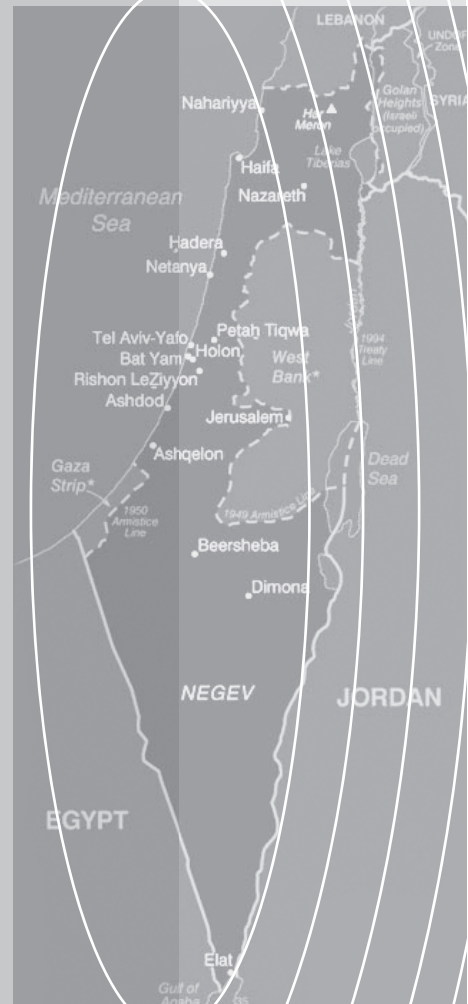 LEBANON
UNDOF
Zone
Golan
Heights
(Israeli
occupied)
SYRIA
Nahariyya
Har
Meron
Lake
Tiberias
Haifa
Nazareth
Mediterranean
Sea
Hadera
Netanya
Tel Aviv-Yafo
Petah Tiqwa
Bat Yam
Holon
Rishon LeZiyyon
West
Bank*
1994
Treaty
Line
Ashdod
Jerusalem
Ashqelon
Dead
Sea
Gaza
Strip*
1950
Armistice
Line
1949 Armistice Line
Beersheba
Dimona
NEGEV
JORDAN
EGYPT
Elat
Gulf of
Aqaba